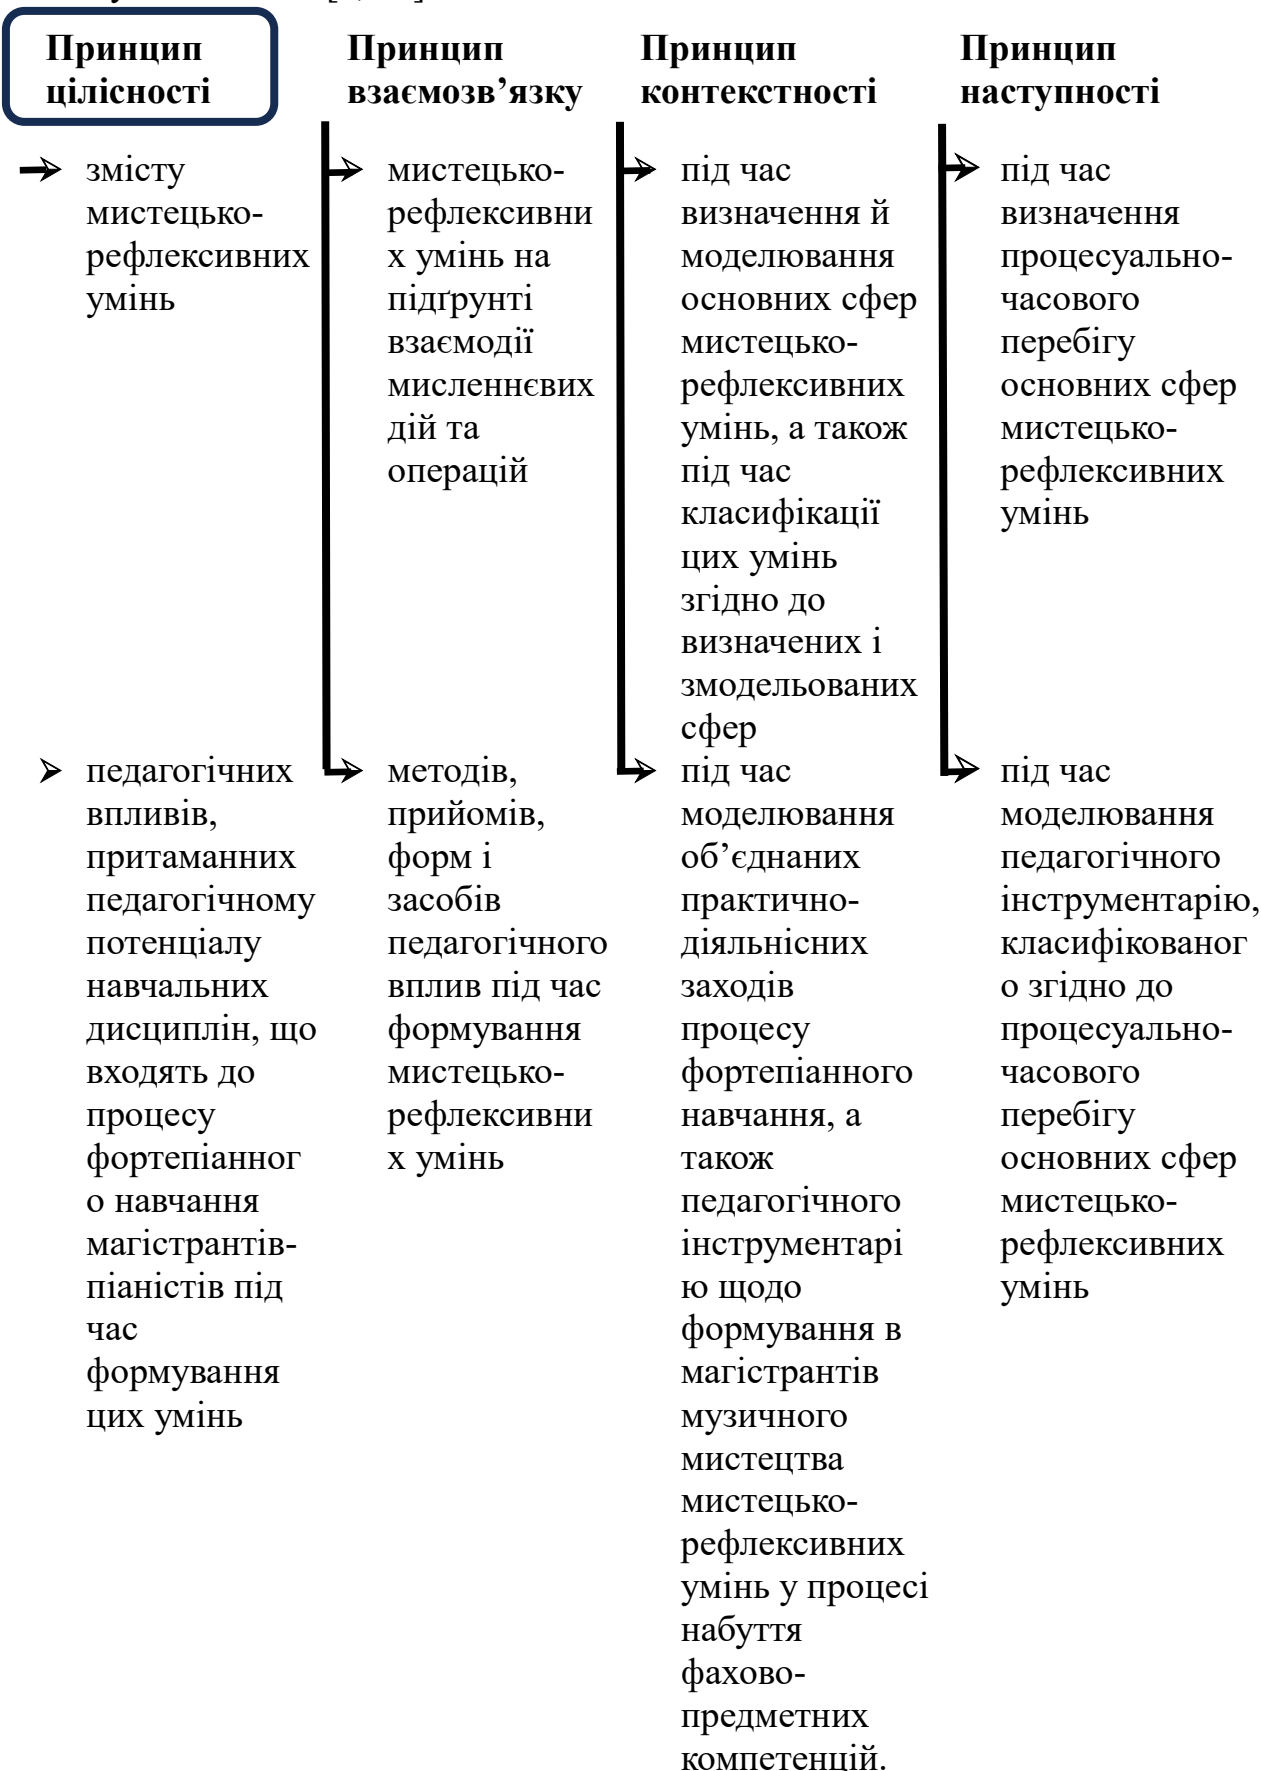 Принцип
цілісності
Принцип
взаємозв’язку
Принцип
контекстності
Принцип
наступності
змісту
мистецько-
рефлексивних
умінь
мистецько-
рефлексивни
х умінь на
підґрунті
взаємодії
мисленнєвих
дій та
операцій
під час
визначення й
моделювання
основних сфер
мистецько-
рефлексивних
умінь, а також
під час
класифікації
цих умінь
згідно до
визначених і
змодельованих
сфер
під час
визначення
процесуально-
часового
перебігу
основних сфер
мистецько-
рефлексивних
умінь
педагогічних
впливів,
притаманних
педагогічному
потенціалу
навчальних
дисциплін, що
входять до
процесу
фортепіанног
о навчання
магістрантів-
піаністів під
час
формування
цих умінь
методів,
прийомів,
форм і
засобів
педагогічного
вплив під час
формування
мистецько-
рефлексивни
х умінь
під час
моделювання
об’єднаних
практично-
діяльнісних
заходів
процесу
фортепіанного
навчання, а
також
педагогічного
інструментарі
ю щодо
формування в
магістрантів
музичного
мистецтва
мистецько-
рефлексивних
умінь у процесі
набуття
фахово-
предметних
компетенцій.
під час
моделювання
педагогічного
інструментарію,
класифікованог
о згідно до
процесуально-
часового
перебігу
основних сфер
мистецько-
рефлексивних
умінь